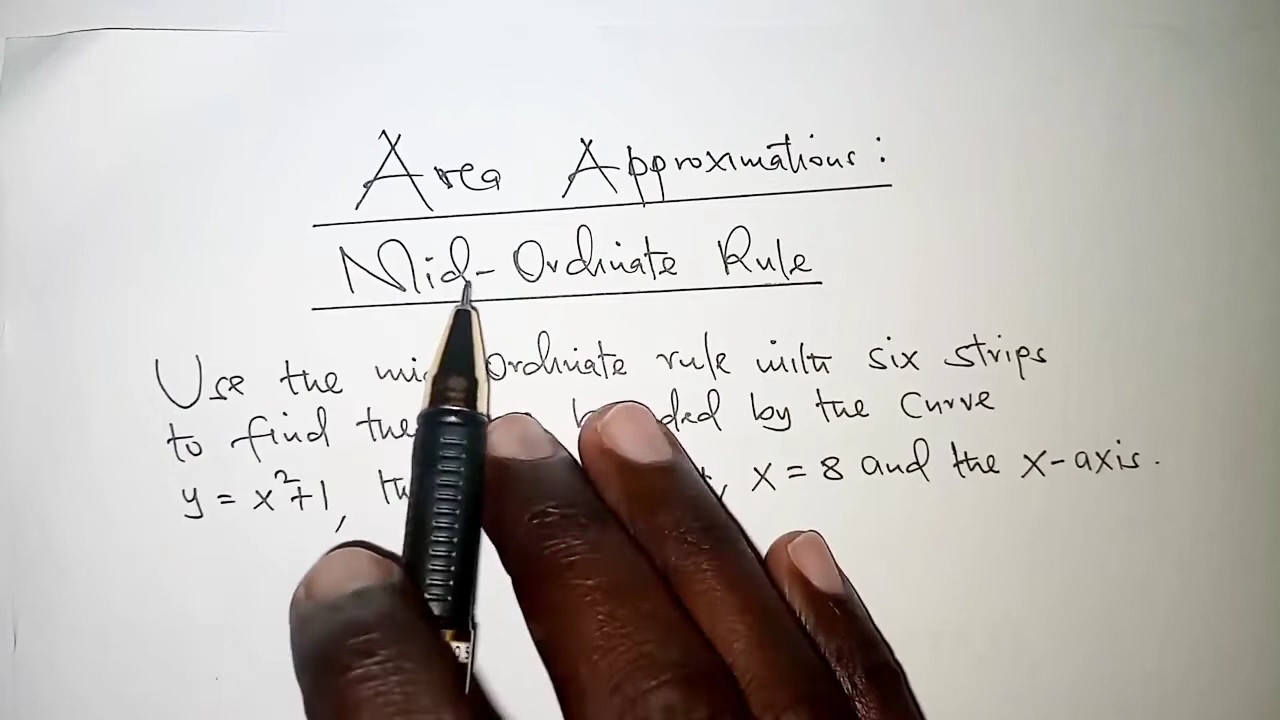 Area Approximations:
Mid-Ordinate Rule
Use the ordinate rule with six strips
to find the by the curve
y = x²+1, x = 8 and the x-axis.